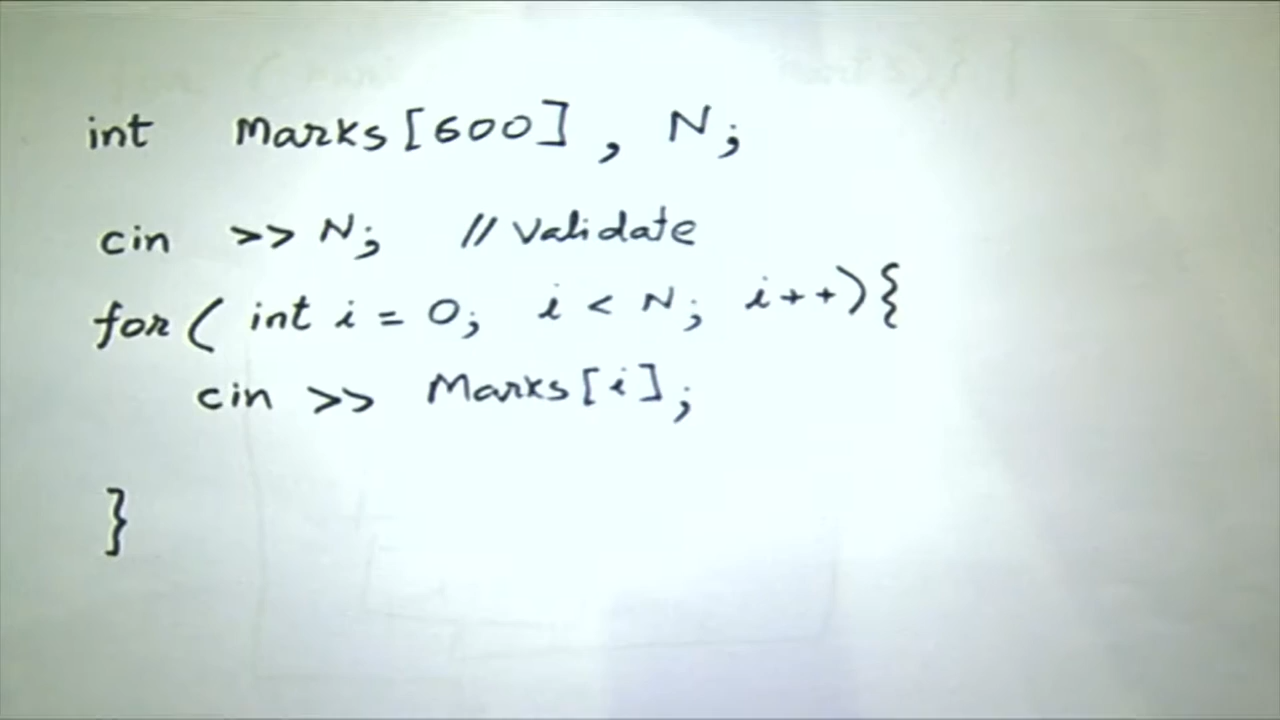 int Marks[600], N;
cin >> N; // Validate
for( int i = 0; i < N; i++){
cin >> Marks[i];
}